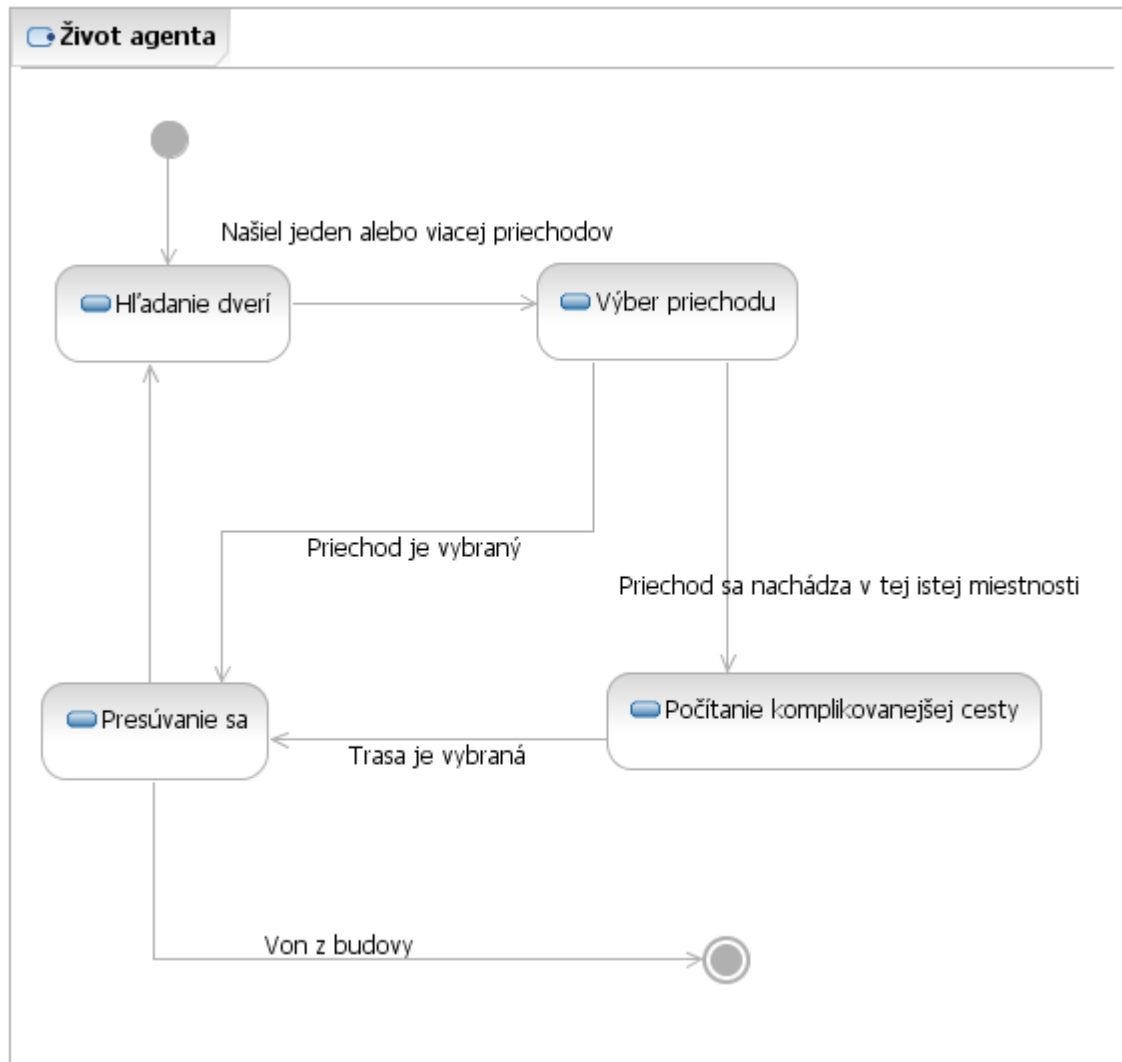 Život agenta
Našiel jeden alebo viacej priechodov
Hľadanie dverí
Výber priechodu
Priechod je vybraný
Priechod sa nachádza v tej istej miestnosti
Presúvanie sa
Počítanie komplikovanejšej cesty
Trasa je vybraná
Von z budovy